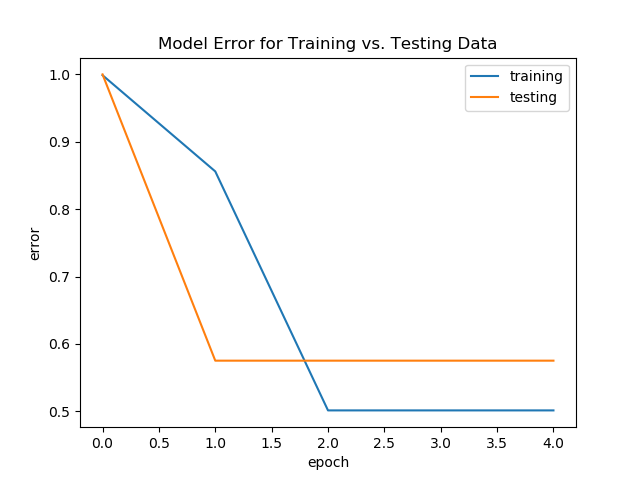 Model Error for Training vs. Testing Data
training
testing
1.0
0.9
0.8
0.7
0.6
0.5
error
0.0 0.5 1.0 1.5 2.0 2.5 3.0 3.5 4.0
epoch